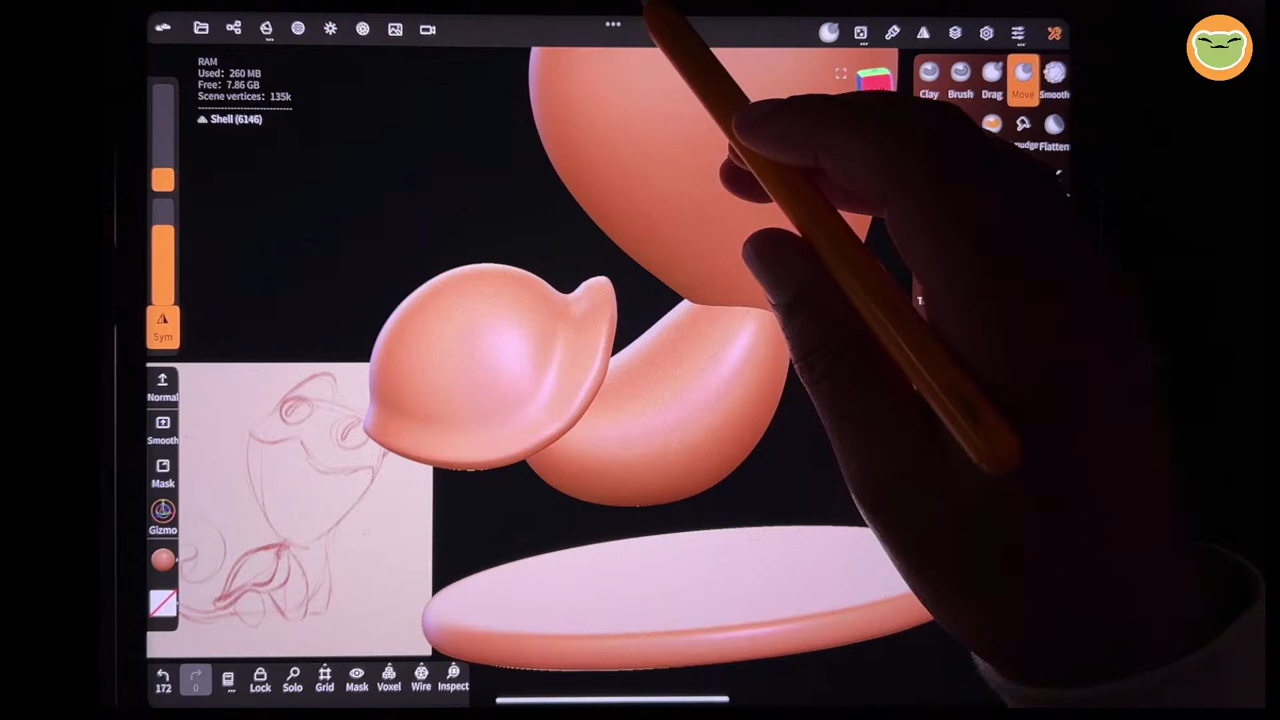 RAM
Used: 260 MB
Free: 7.86 GB
Scene vertices: 135k
Shell (6146)
Clay
Brush
Drag
Move
Smooth
Flatten
Sym
Normal
Smooth
Mask
Gizmo
172
0
Lock
Solo
Grid
Mask
Voxel
Wire
Inspect